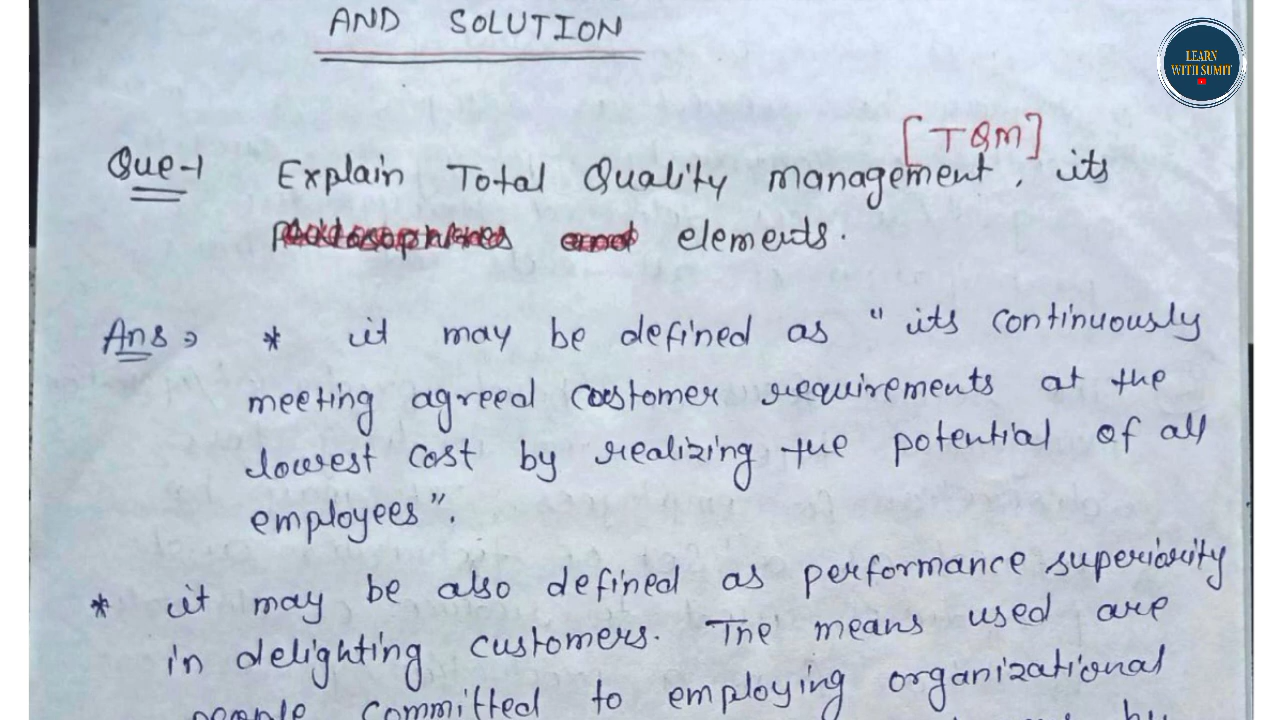 AND SOLUTION
LEARN
WITH SUMIT
[TQM]
Que-1 Explain Total Quality management, its
elements.
Ans → * it may be defined as "its continuously
meeting agreed customer requirements at the
lowest cost by realizing the potential of all
employees".
* it may be also defined as performance superiority
in delighting customers. The means used are
people committed to employing organizational
by